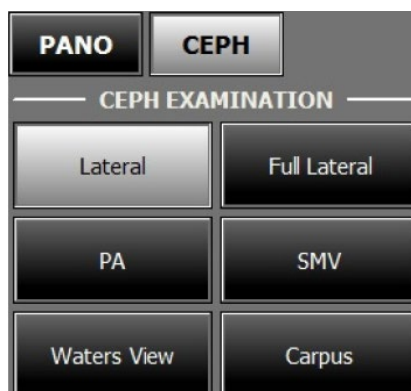 PANO CEPH
CEPH EXAMINATION
Lateral Full Lateral
PA SMV
Waters View Carpus